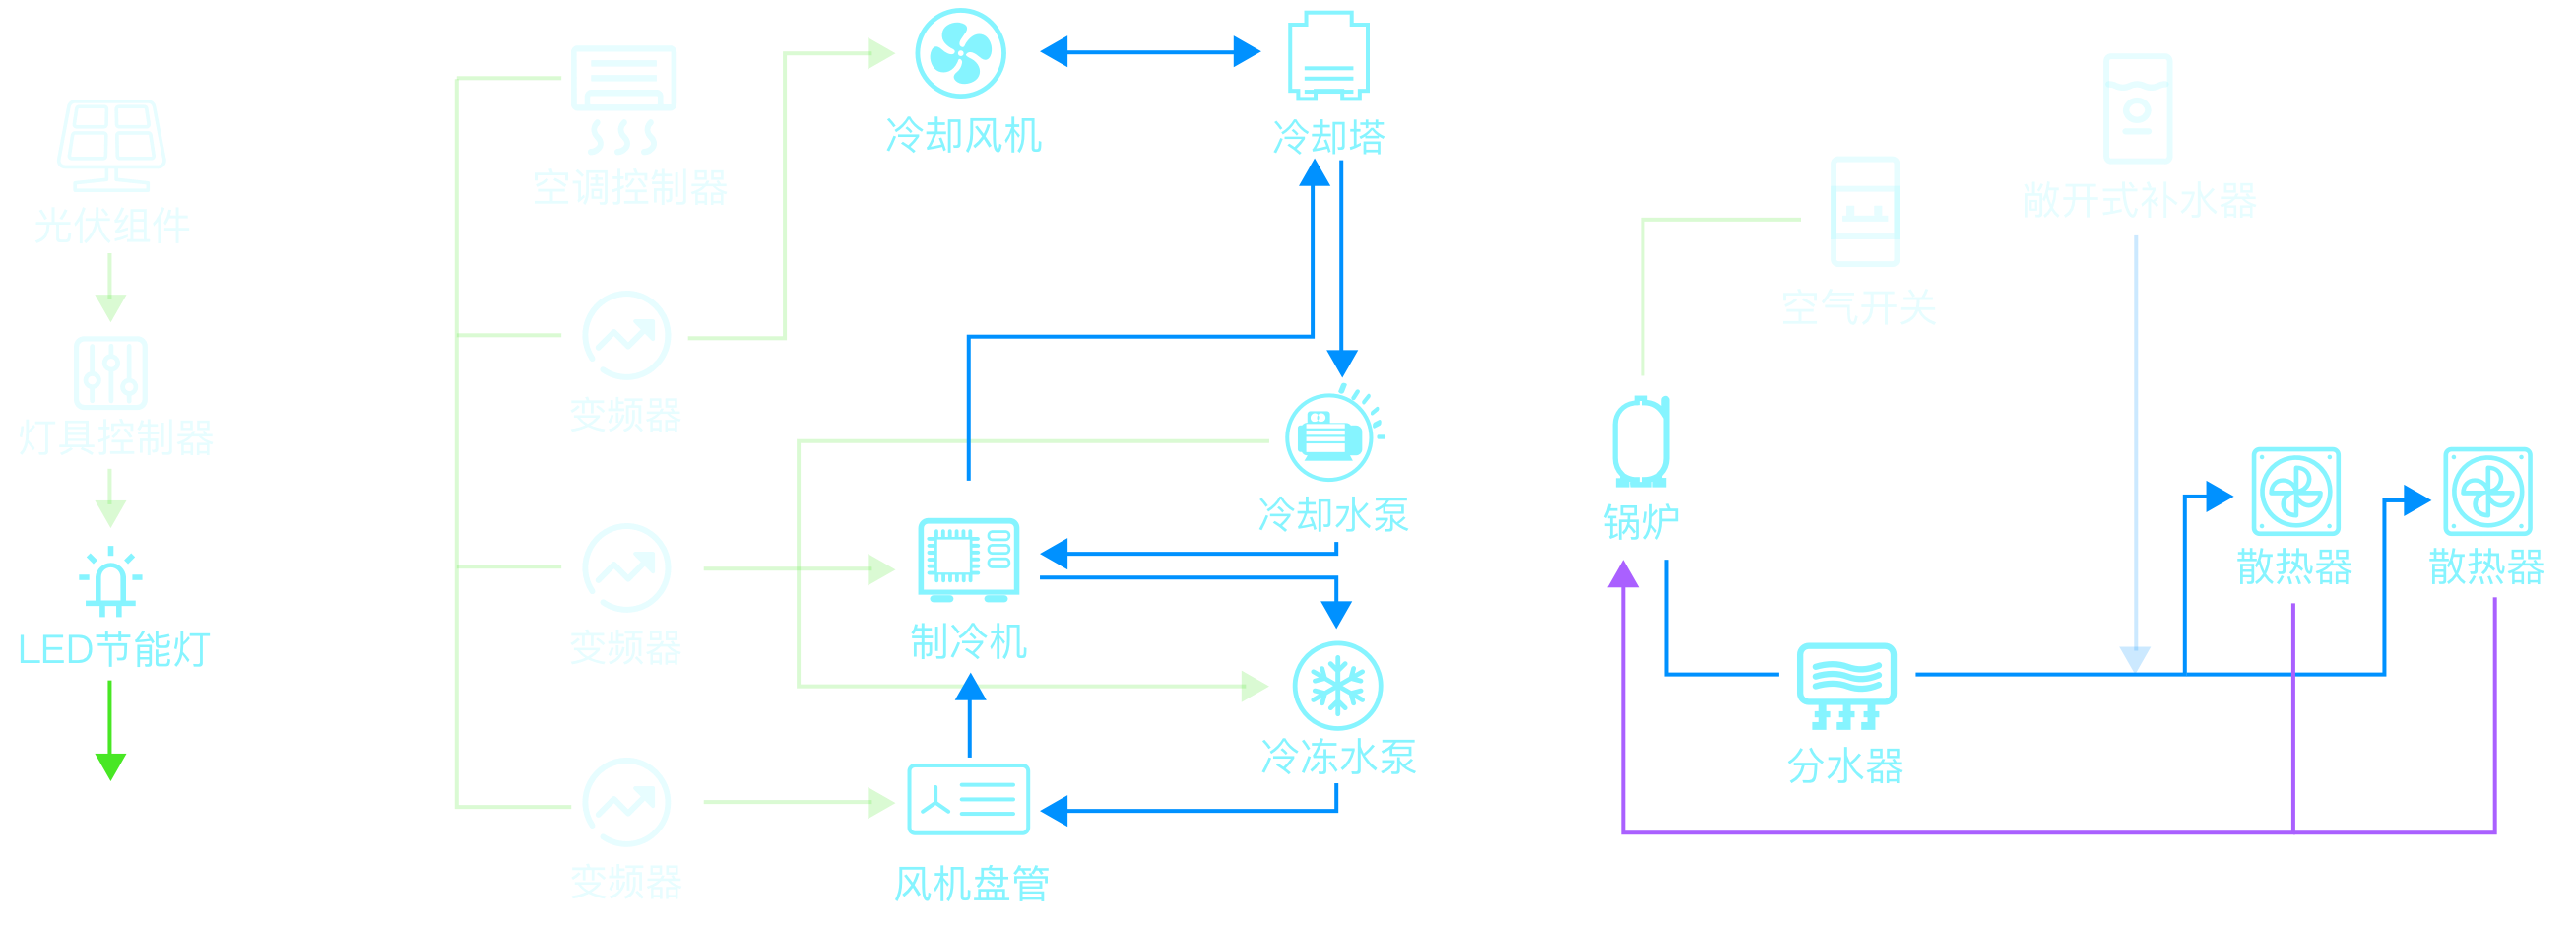 光伏组件
灯具控制器
LED节能灯
空调控制器
变频器
变频器
变频器
冷却风机
冷却塔
冷却水泵
制冷机
冷冻水泵
风机盘管
空气开关
敞开式补水器
锅炉
分水器
散热器
散热器